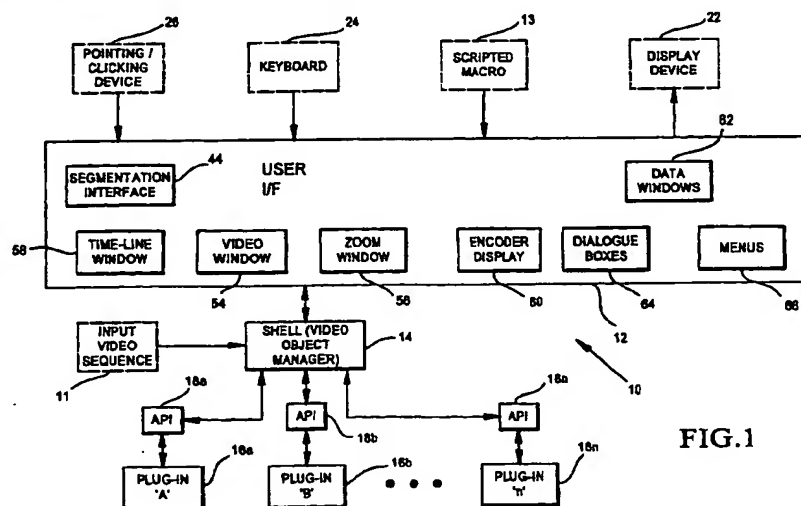 26
24
13
22
POINTING /
CLICKING
DEVICE
KEYBOARD
SCRIPTED
MACRO
DISPLAY
DEVICE
44
62
SEGMENTATION
INTERFACE
USER
I/F
DATA
WINDOWS
58
TIME-LINE
WINDOW
VIDEO
WINDOW
ZOOM
WINDOW
ENCODER
DISPLAY
DIALOGUE
BOXES
MENUS
54
56
60
64
12
66
INPUT
VIDEO
SEQUENCE
SHELL (VIDEO
OBJECT
MANAGER)
14
10
11
18a
18n
API
API
18b
API
FIG.1
16a
16b
16n
PLUG-IN
'A'
PLUG-IN
'B'
• • •
PLUG-IN
'n'